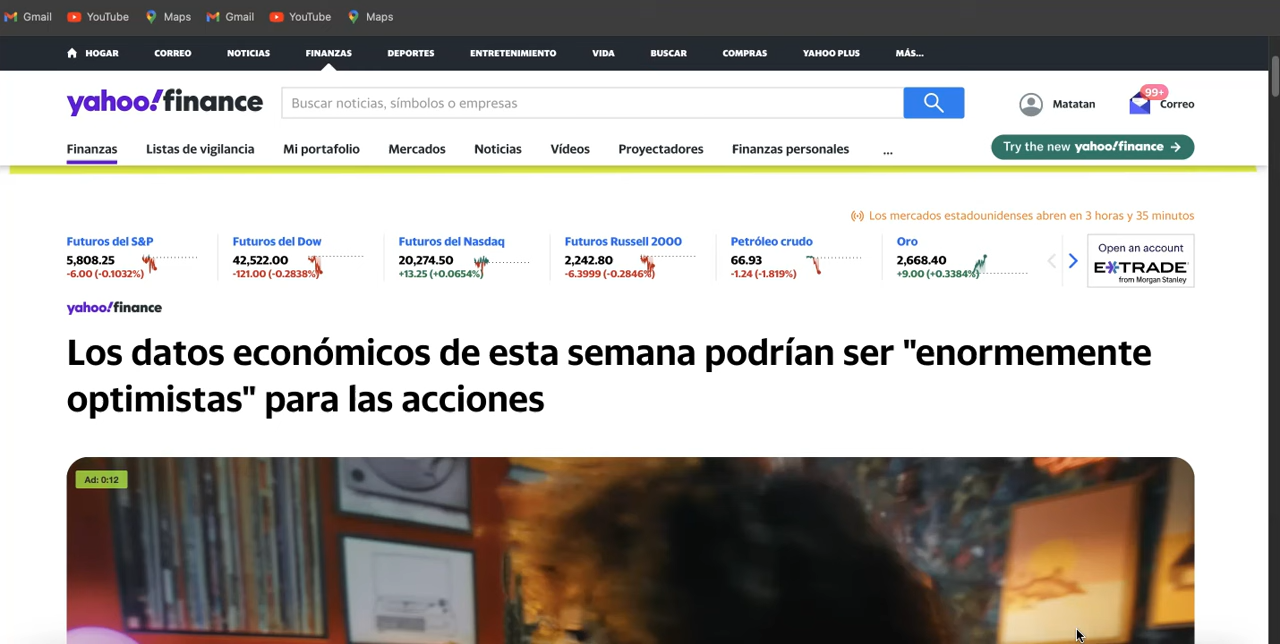 Gmail YouTube Maps Gmail YouTube Maps
HOGAR CORREO NOTICIAS FINANZAS DEPORTES ENTRETENIMIENTO VIDA BUSCAR COMPRAS YAHOO PLUS MÁS...
yahoo!finance Buscar noticias, símbolos o empresas Matatan 99+ Correo
Finanzas Listas de vigilancia Mi portafolio Mercados Noticias Vídeos Proyectadores Finanzas personales ... Try the new yahoo!finance →
Los mercados estadounidenses abren en 3 horas y 35 minutos
Futuros del S&P Futuros del Dow Futuros del Nasdaq Futuros Russell 2000 Petróleo crudo Oro Open an account
5,808.25 42,522.00 20,274.50 2,242.80 66.93 2,668.40 E*TRADE
-6.00 (-0.1032%) -121.00 (-0.2838%) +13.25 (+0.0654%) -6.3999 (-0.2846%) -1.24 (-1.819%) +9.00 (+0.3384%) from Morgan Stanley
yahoo!finance
Los datos económicos de esta semana podrían ser "enormemente
optimistas" para las acciones
Ad: 0:12